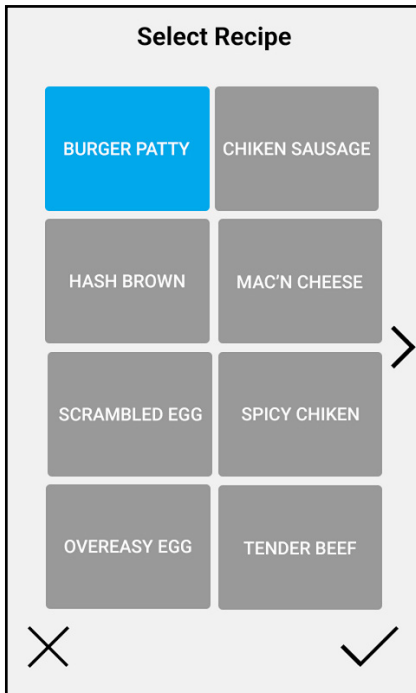 Select Recipe
BURGER PATTY
CHIKEN SAUSAGE
HASH BROWN
MAC'N CHEESE
SCRAMBLED EGG
SPICY CHIKEN
OVEREASY EGG
TENDER BEEF